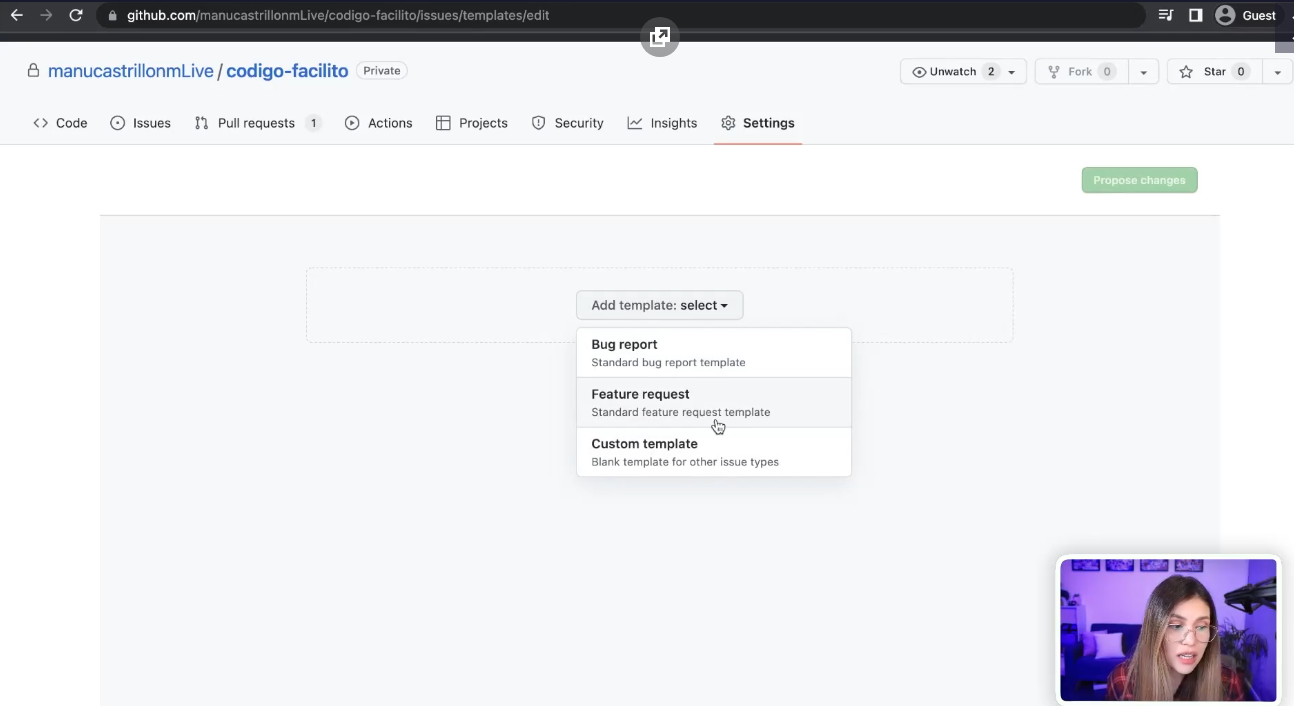 github.com/manucastrillonmLive/codigo-facilito/issues/templates/edit
Guest
manucastrillonmLive / codigo-facilito Private
Unwatch 2
Fork 0
Star 0
Code
Issues
Pull requests 1
Actions
Projects
Security
Insights
Settings
Propose changes
Add template: select
Bug report
Standard bug report template
Feature request
Standard feature request template
Custom template
Blank template for other issue types